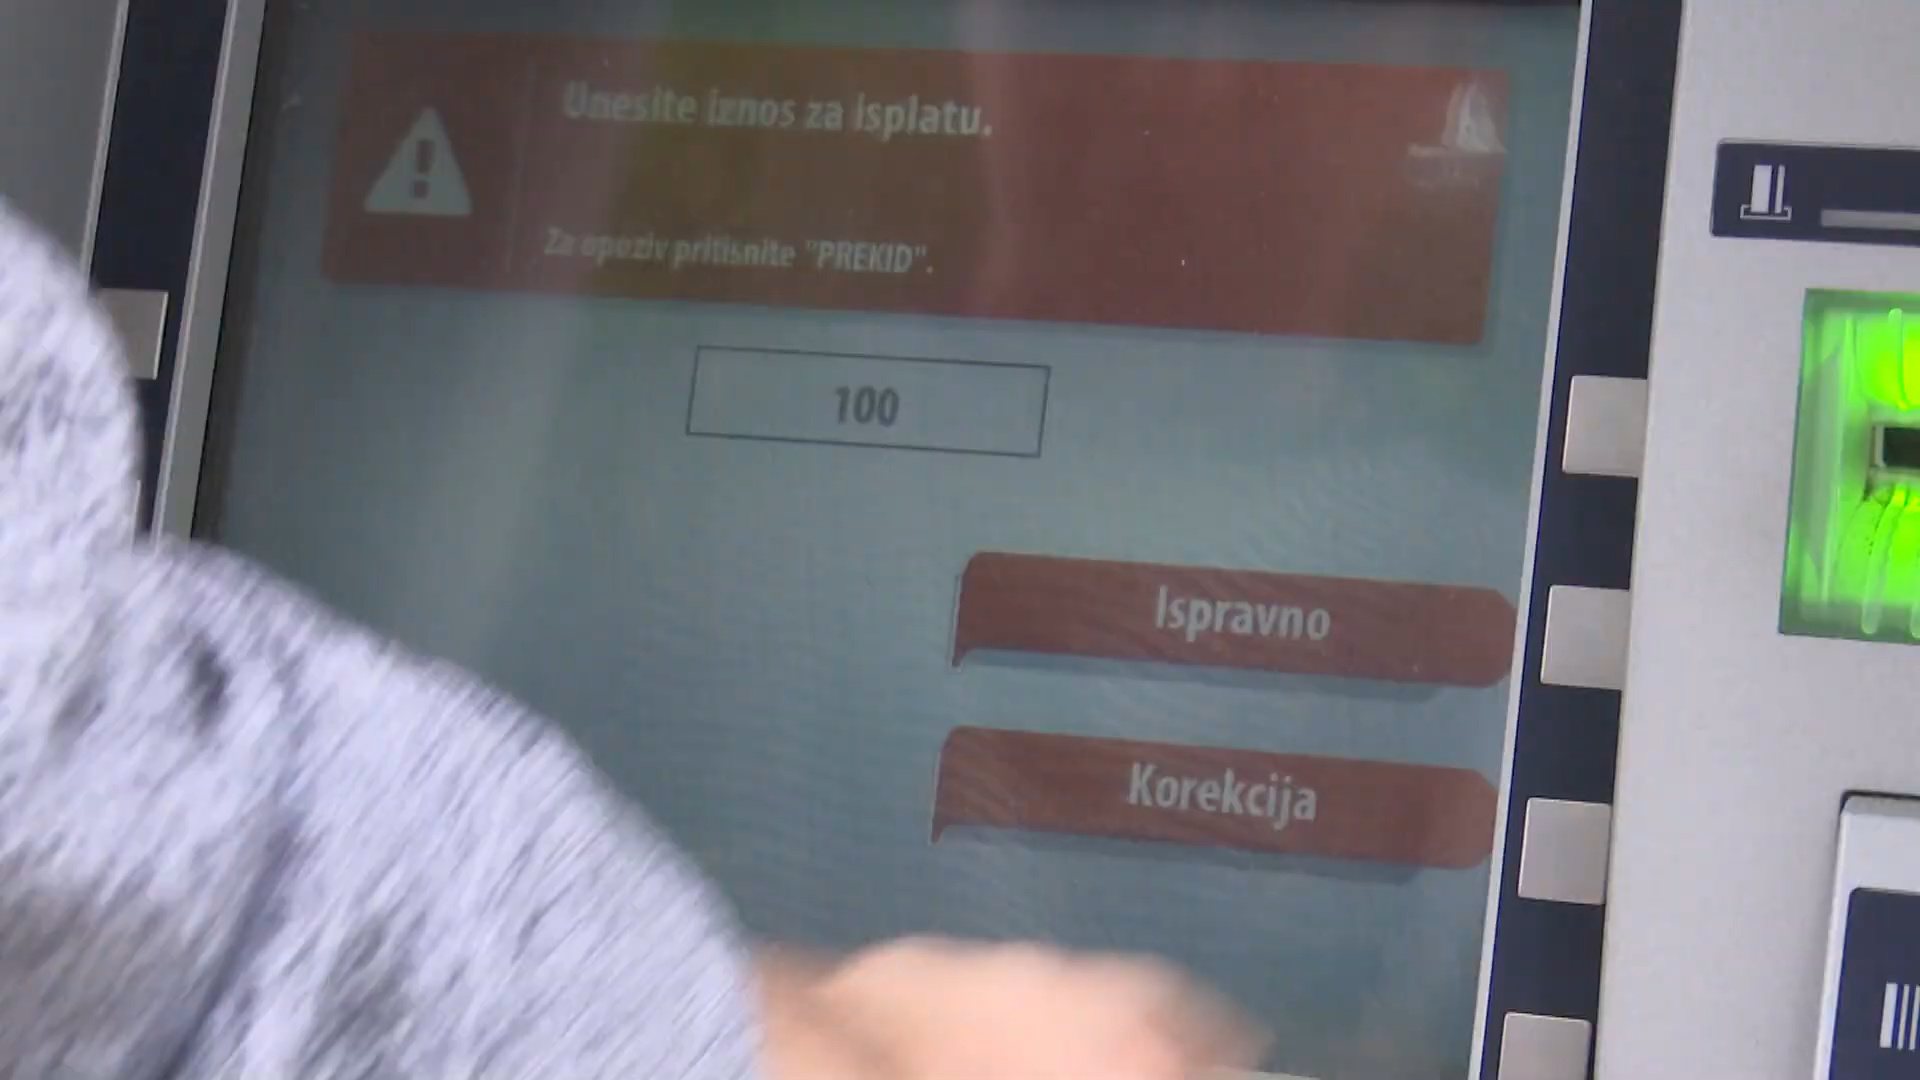 Unesite iznos za isplatu.
Za opoziv pritisnite "PREKID".
100
Ispravno
Korekcija